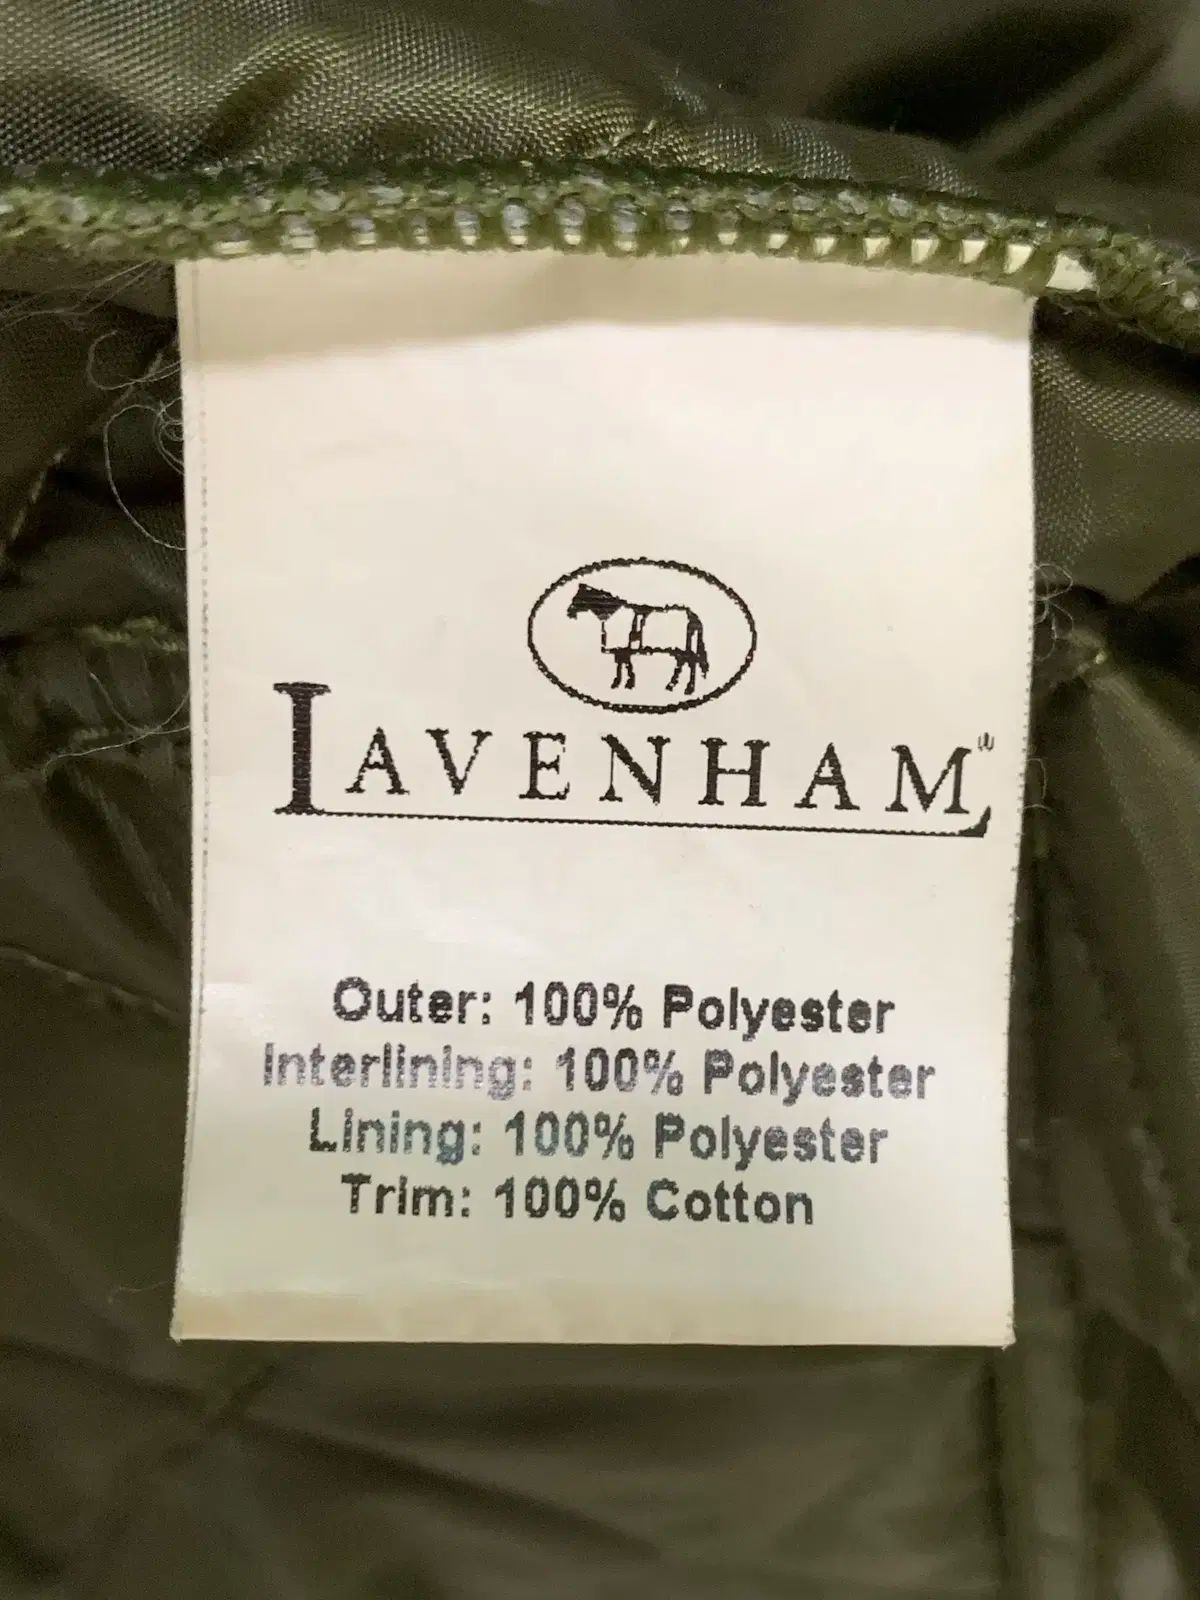 LAVENHAM
Outer: 100% Polyester
Interlining: 100% Polyester
Lining: 100% Polyester
Trim: 100% Cotton